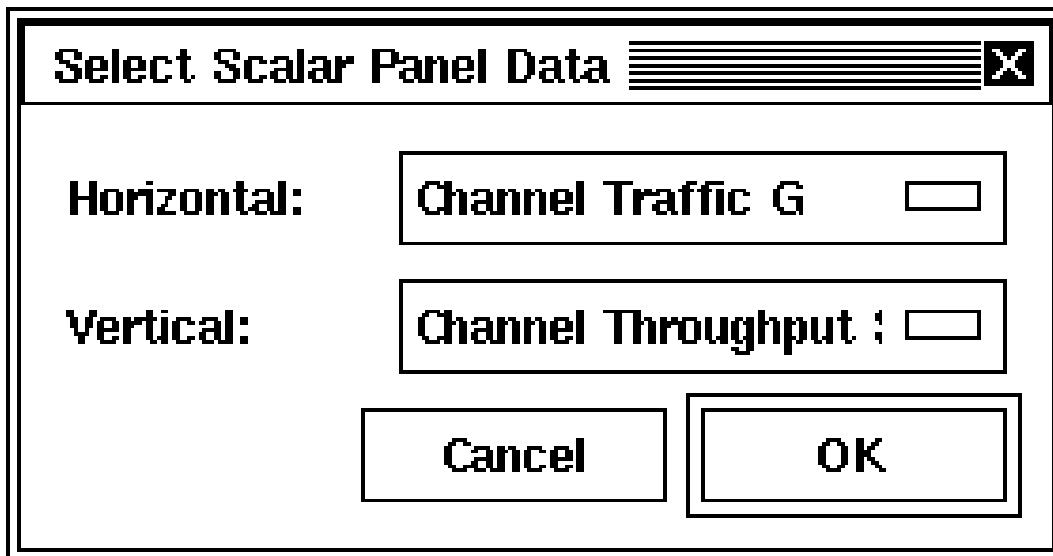 Select Scalar Panel Data
Horizontal: Channel Traffic G
Vertical: Channel Throughput
Cancel OK